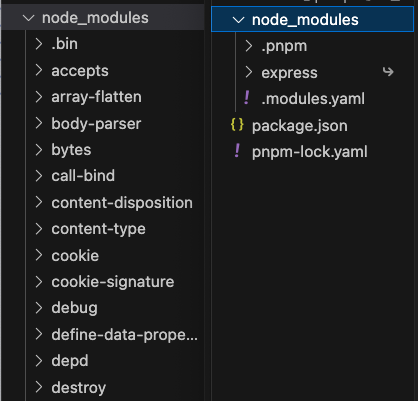 node_modules
.bin
accepts
array-flatten
body-parser
bytes
call-bind
content-disposition
content-type
cookie
cookie-signature
debug
define-data-prope...
depd
destroy
node_modules
.pnpm
express
.modules.yaml
package.json
pnpm-lock.yaml